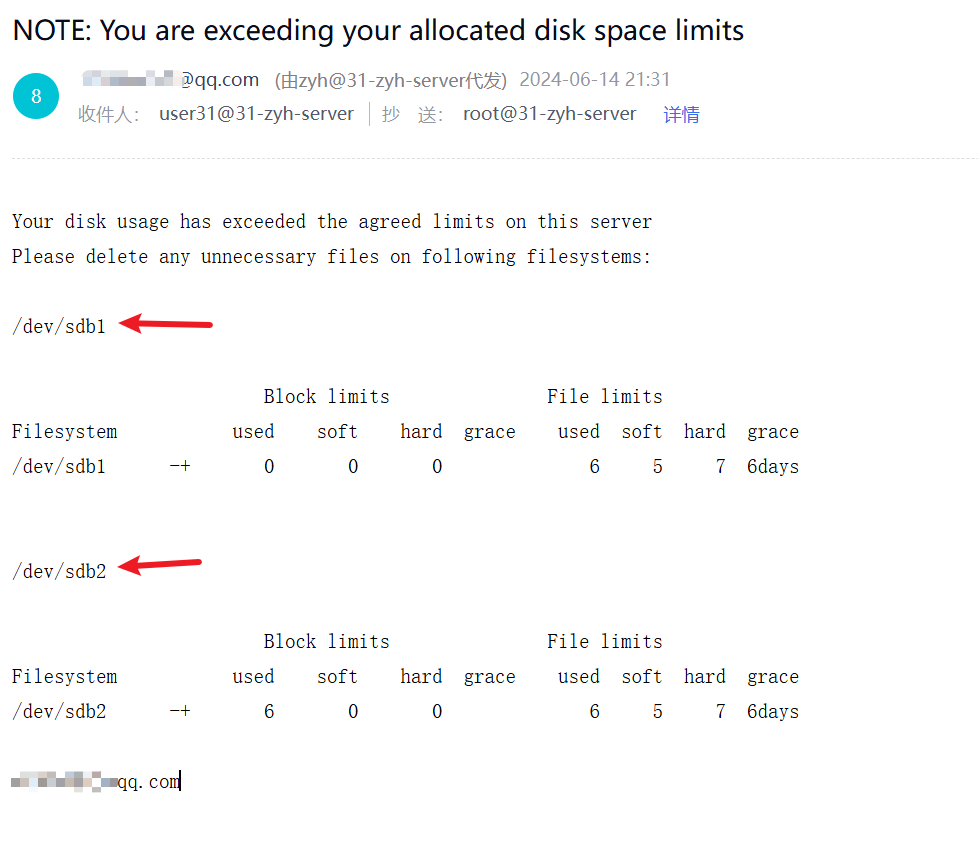 NOTE: You are exceeding your allocated disk space limits
8
@qq.com (由zyh@31-zyh-server代发) 2024-06-14 21:31
收件人: user31@31-zyh-server 抄 送: root@31-zyh-server 详情
Your disk usage has exceeded the agreed limits on this server
Please delete any unnecessary files on following filesystems:
/dev/sdb1
Block limits File limits
Filesystem used soft hard grace used soft hard grace
/dev/sdb1 -+ 0 0 0 6 5 7 6days
/dev/sdb2
Block limits File limits
Filesystem used soft hard grace used soft hard grace
/dev/sdb2 -+ 6 0 0 6 5 7 6days
qq.com